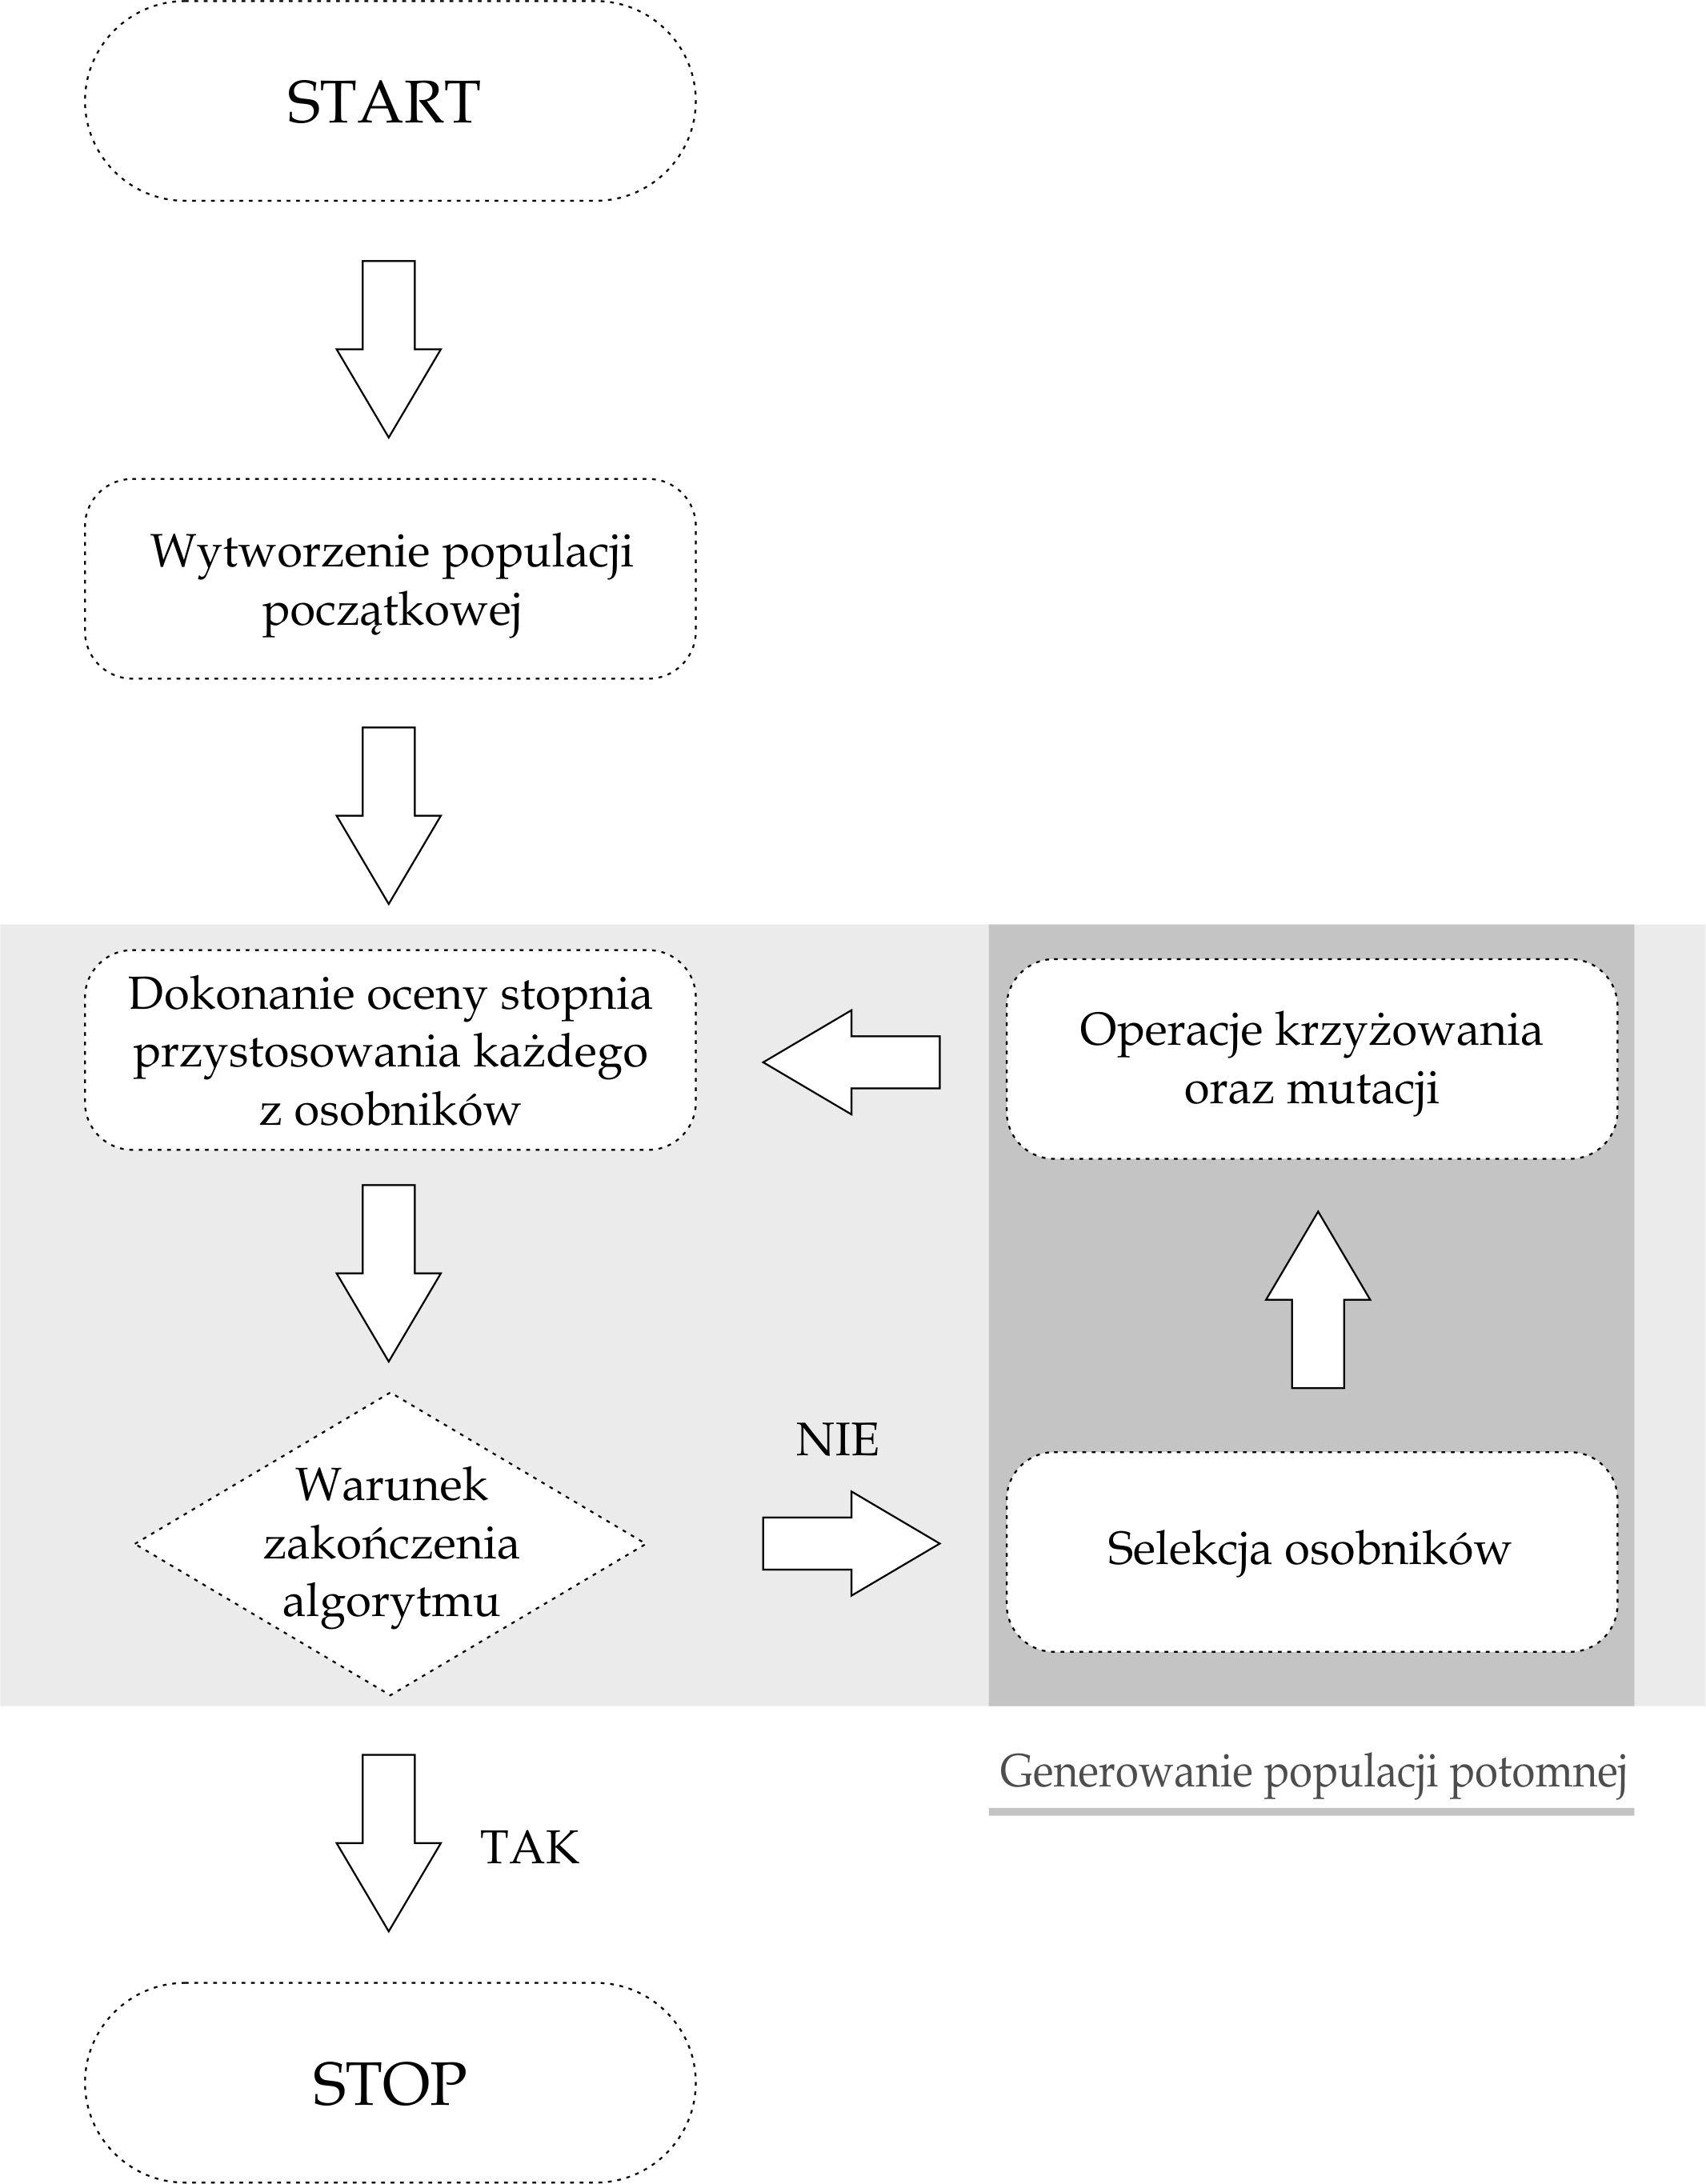 START
Wytworzenie populacji
początkowej
Dokonanie oceny stopnia
przystosowania każdego
z osobników
Operacje krzyżowania
oraz mutacji
Warunek
zakończenia
algorytmu
NIE
Selekcja osobników
Generowanie populacji potomnej
TAK
STOP